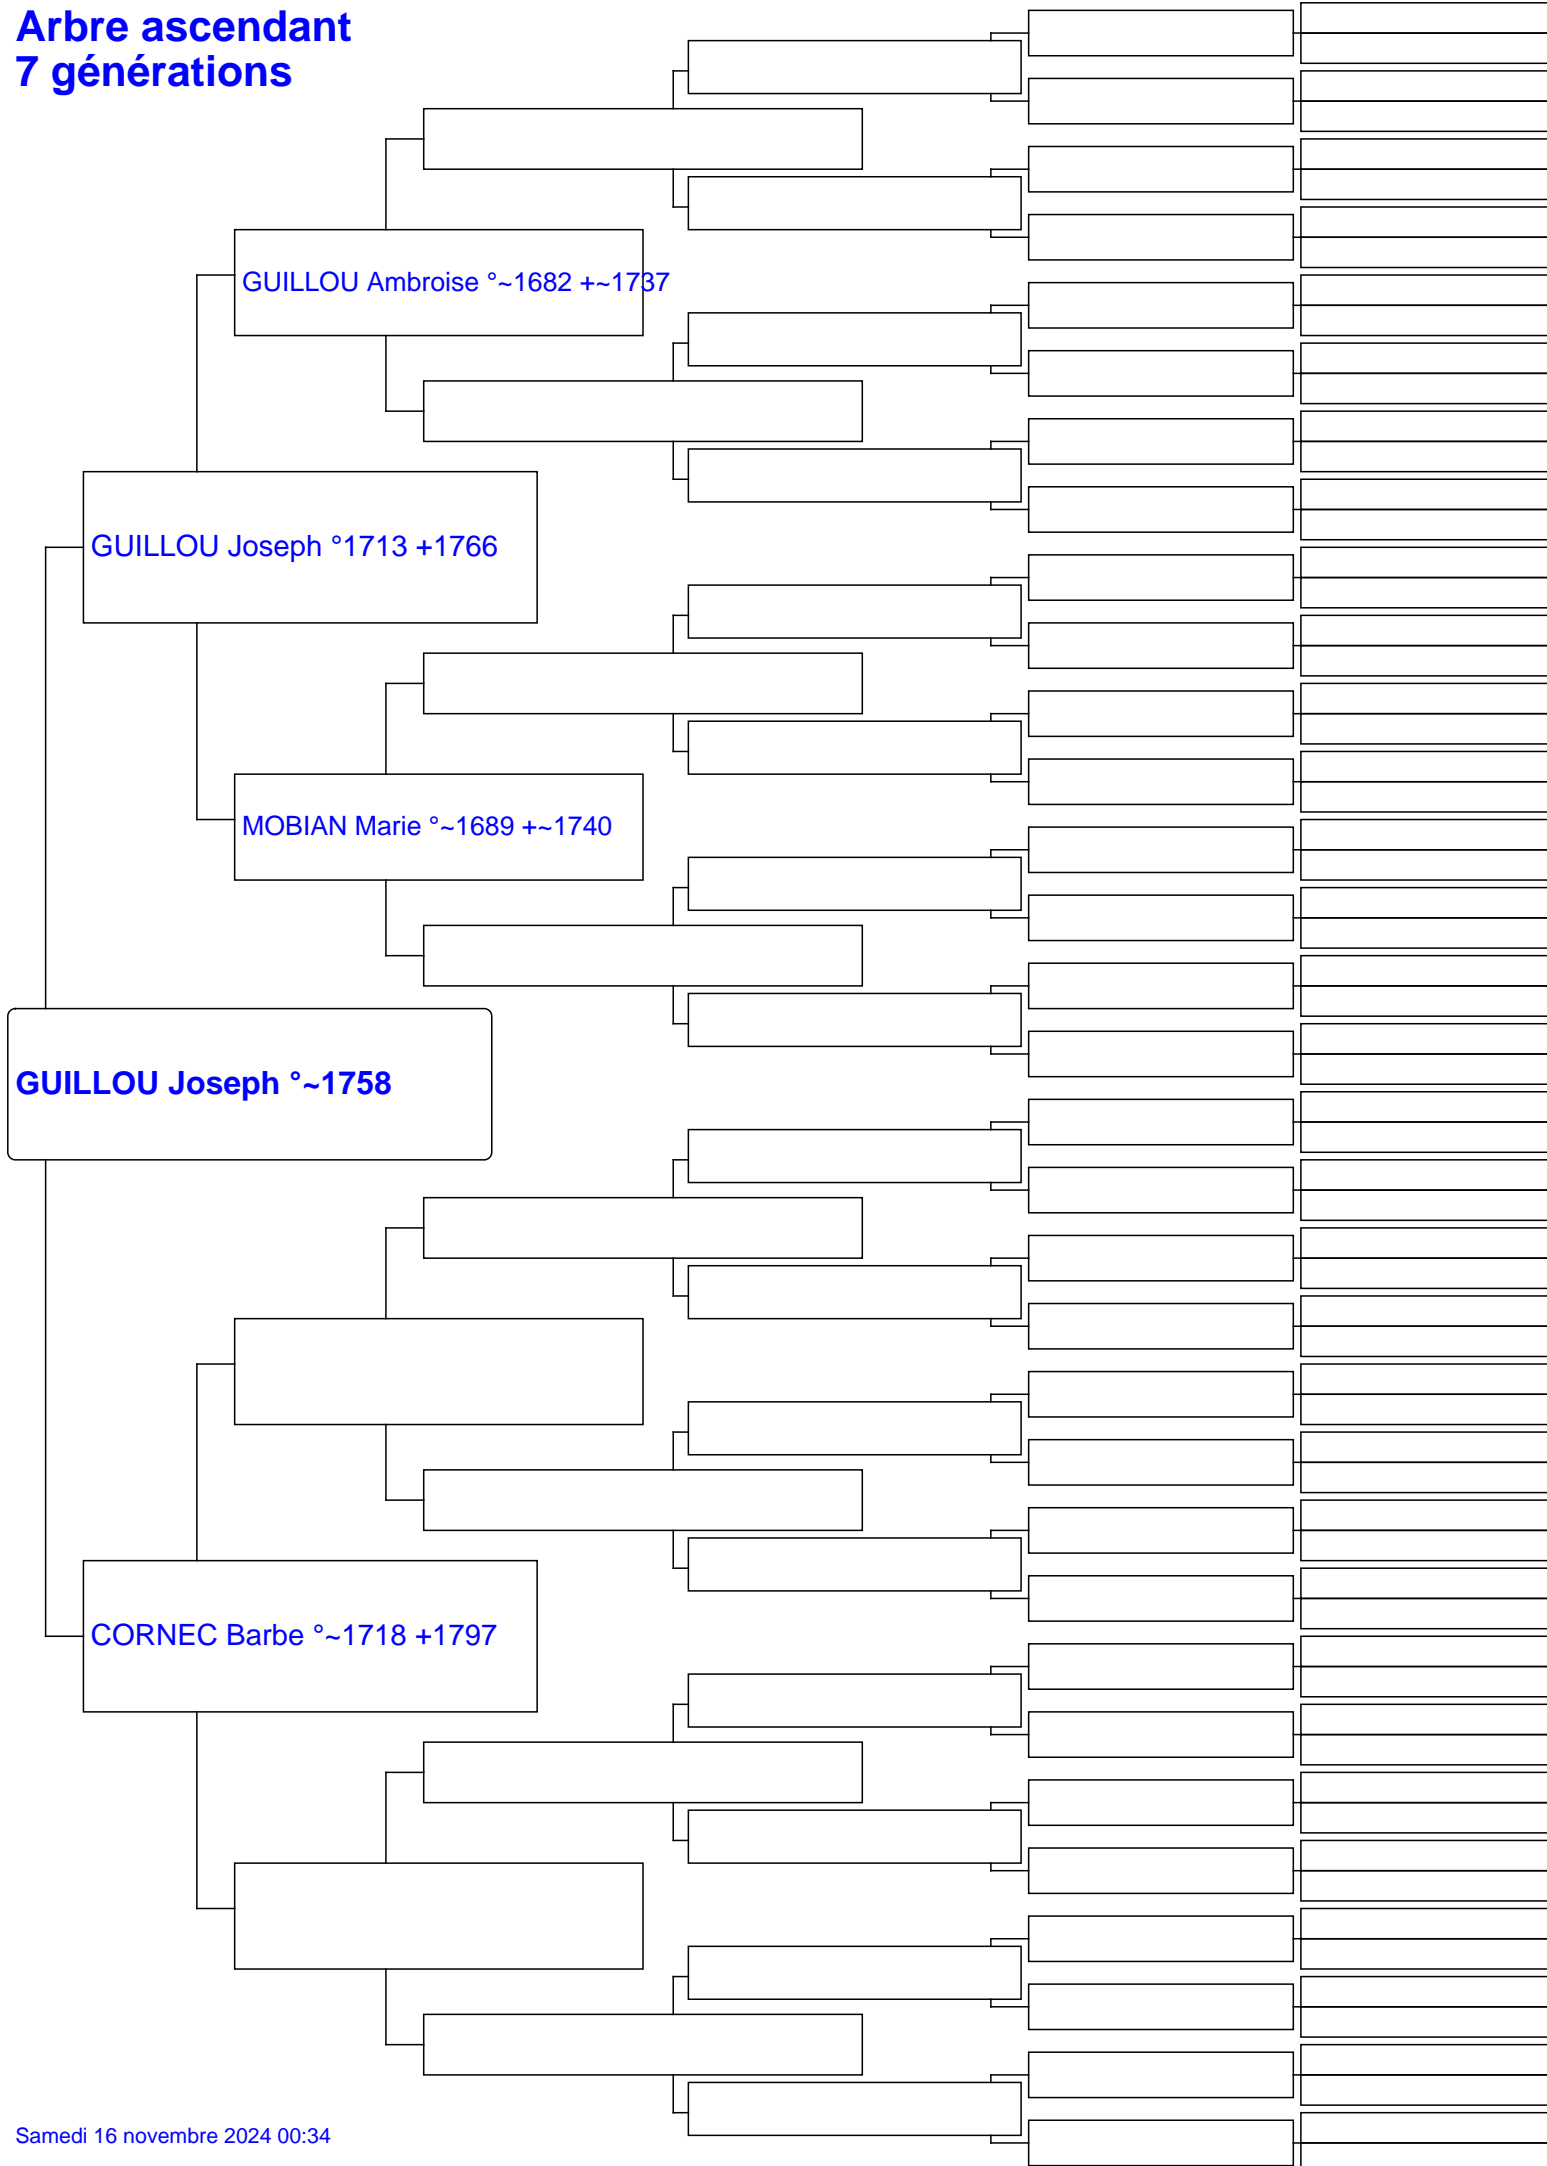 Arbre ascendant
7 générations
GUILLOU Ambroise °~1682 +~1737
GUILLOU Joseph °1713 +1766
MOBIAN Marie °~1689 +~1740
GUILLOU Joseph °~1758
CORNEC Barbe °~1718 +1797
Samedi 16 novembre 2024 00:34